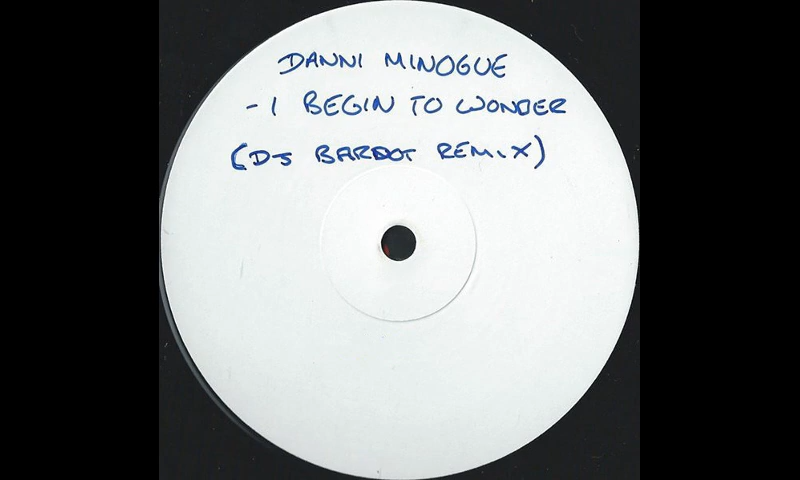 DANNI MINOGUE
- I BEGIN TO WONDER
(DJ BARDOT REMIX)